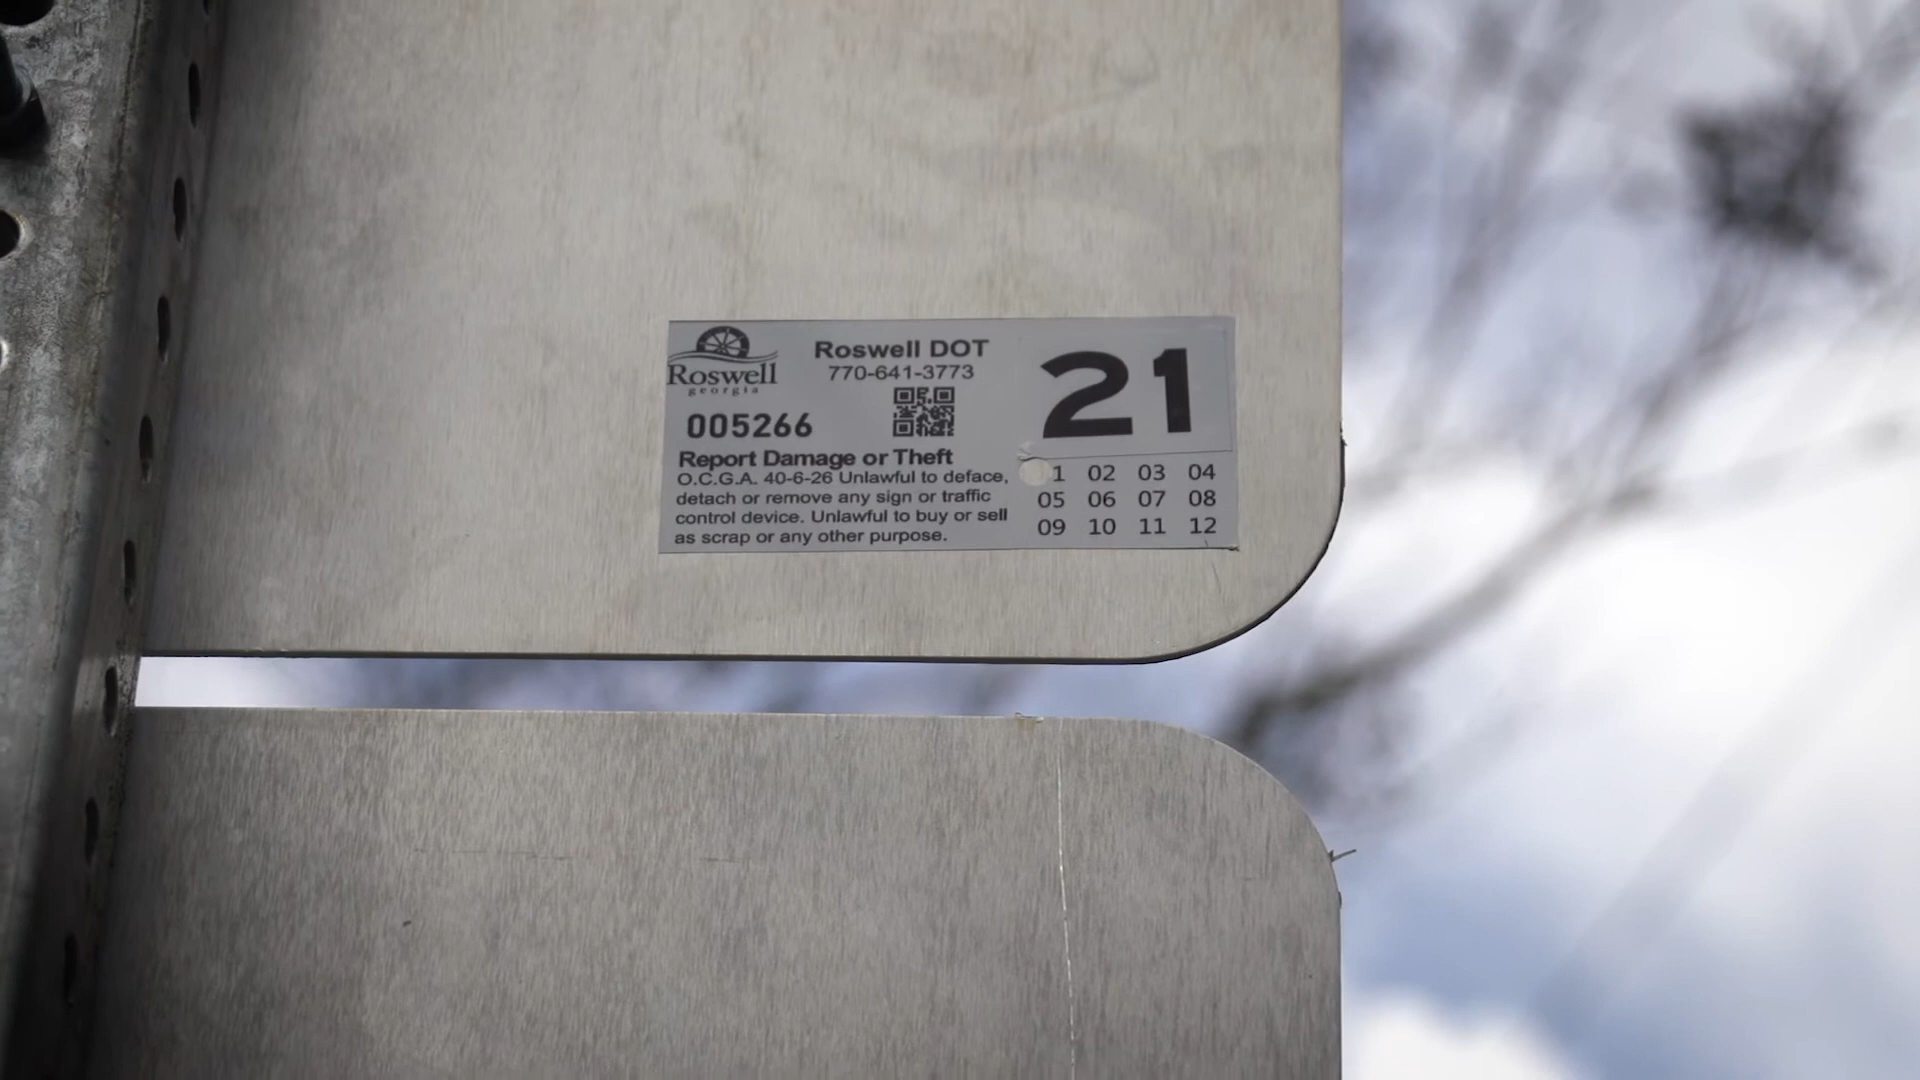 Roswell
georgia
Roswell DOT
770-641-3773
005266
21
Report Damage or Theft
O.C.G.A. 40-6-26 Unlawful to deface,
detach or remove any sign or traffic
control device. Unlawful to buy or sell
as scrap or any other purpose.
1 02 03 04
05 06 07 08
09 10 11 12